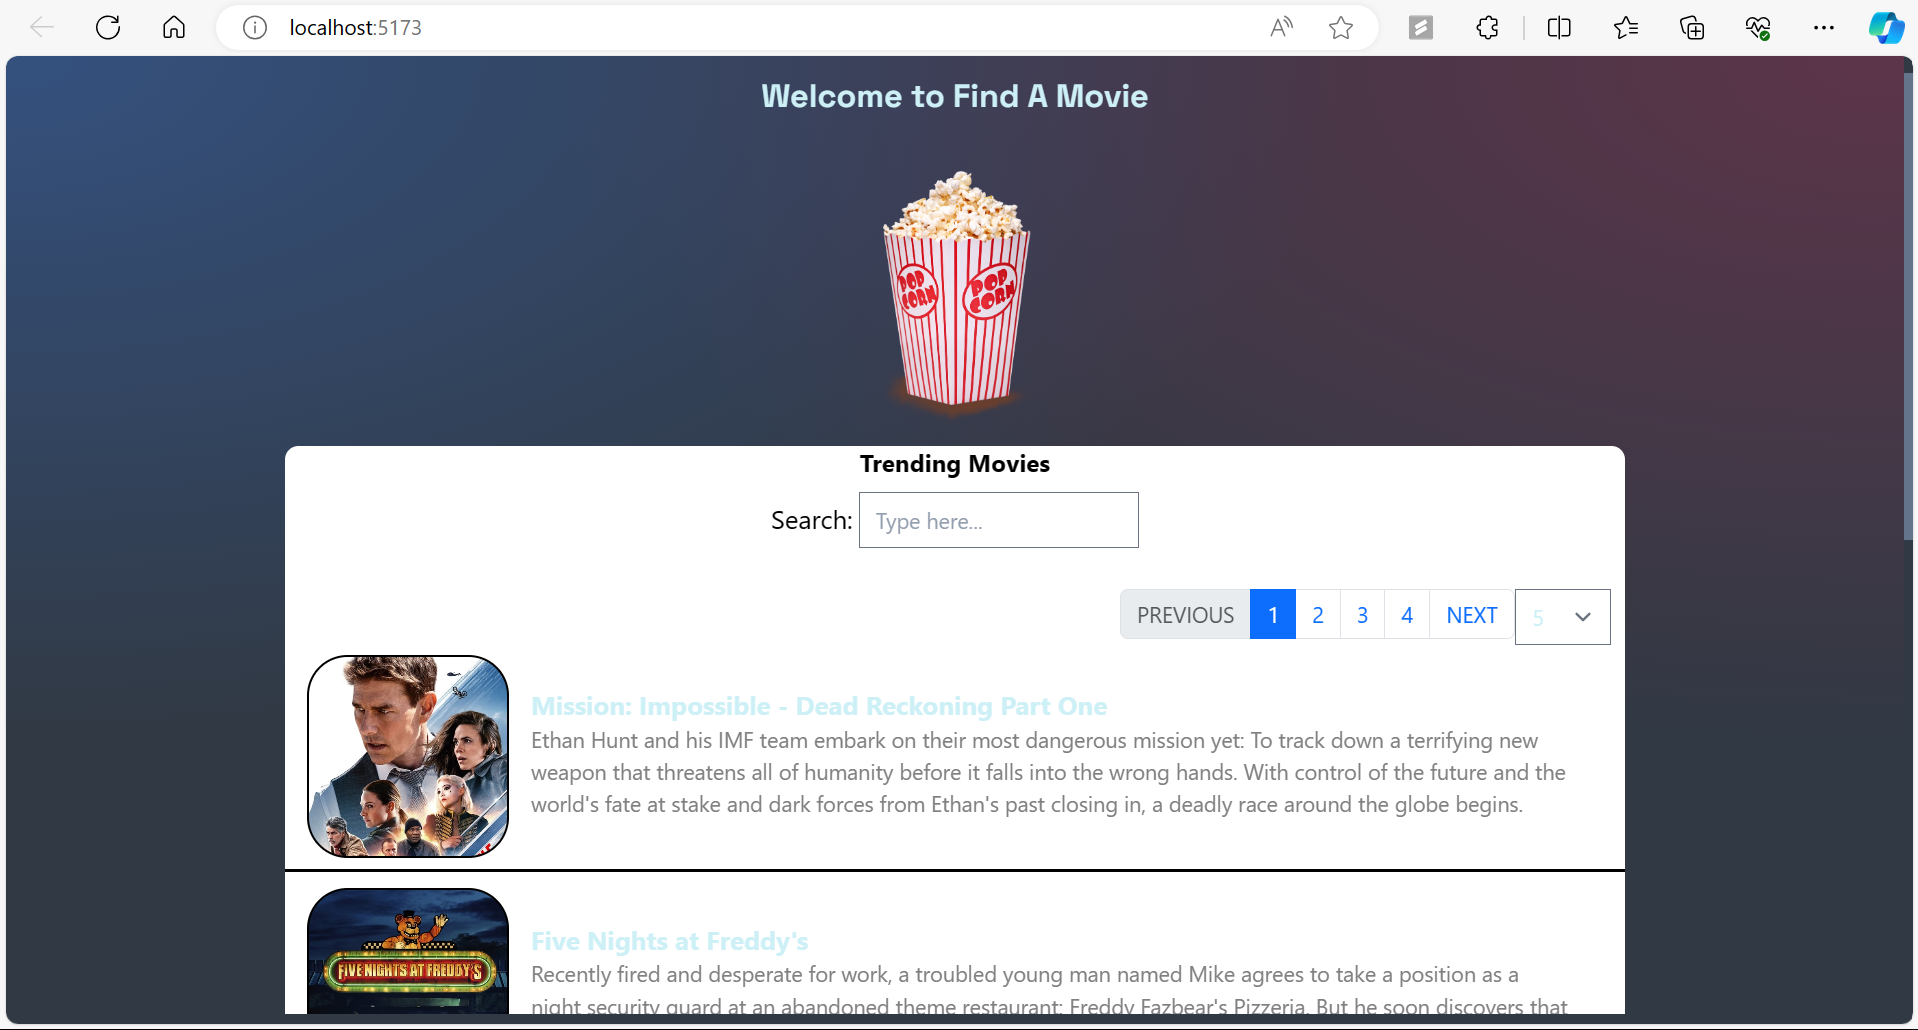 localhost:5173
Welcome to Find A Movie
POP CORN
POP CORN
Trending Movies
Search: Type here...
PREVIOUS 1 2 3 4 NEXT 5
Mission: Impossible - Dead Reckoning Part One
Ethan Hunt and his IMF team embark on their most dangerous mission yet: To track down a terrifying new
weapon that threatens all of humanity before it falls into the wrong hands. With control of the future and the
world's fate at stake and dark forces from Ethan's past closing in, a deadly race around the globe begins.
FIVE NIGHTS AT FREDDY'S
Five Nights at Freddy's
Recently fired and desperate for work, a troubled young man named Mike agrees to take a position as a
night security guard at an abandoned theme restaurant: Freddy Fazbear's Pizzeria. But he soon discovers that